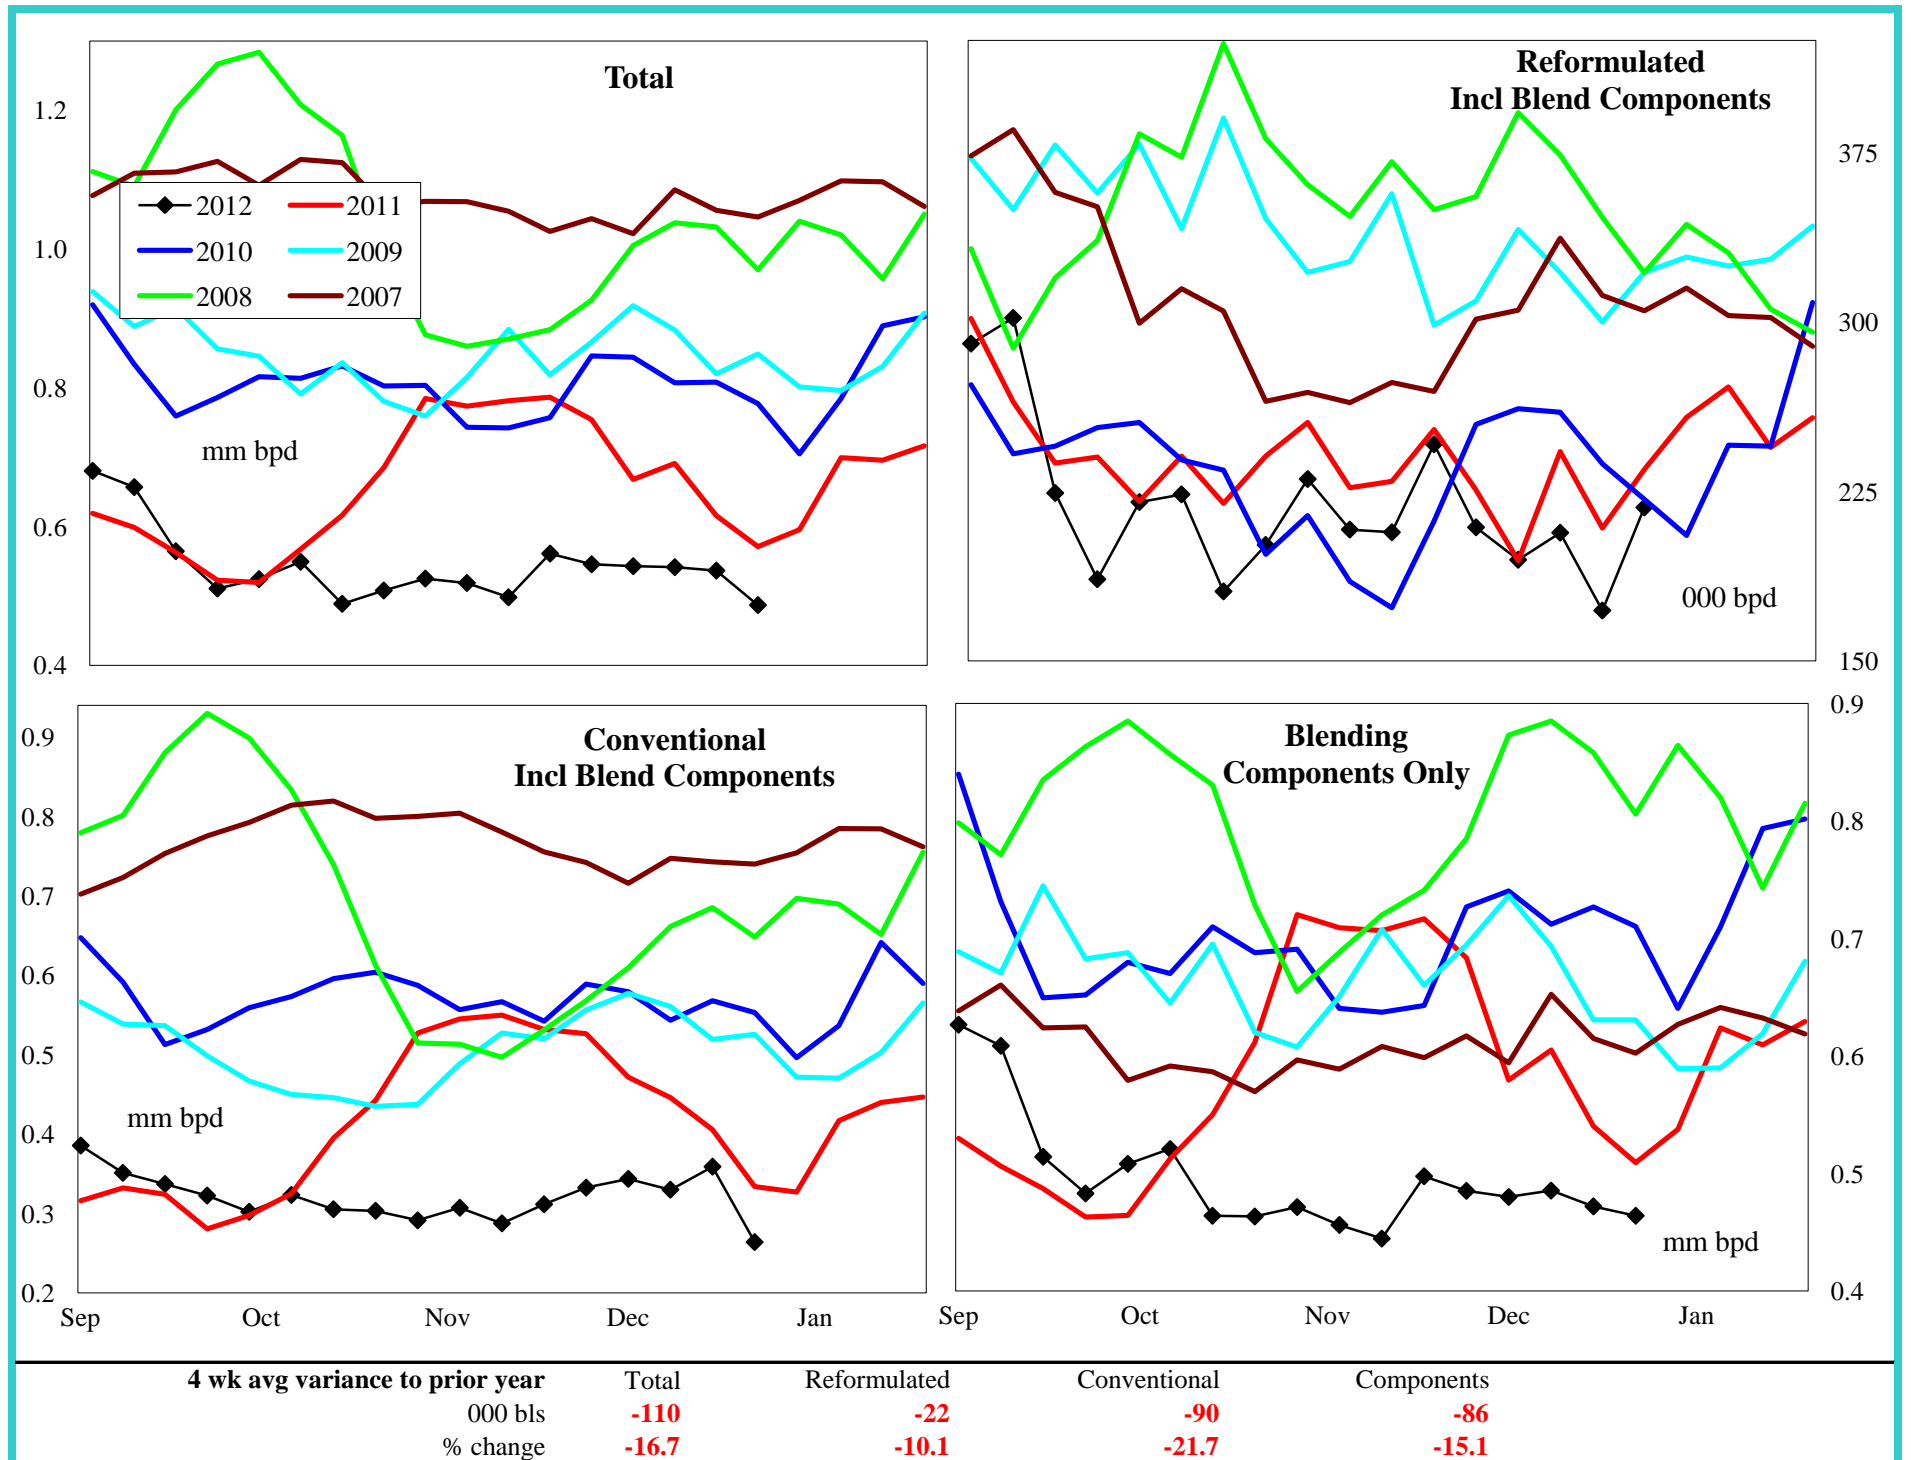 Total
1.2
1.0
0.8
0.6
0.4
2012 2011
2010 2009
2008 2007
mm bpd
Reformulated
Incl Blend Components
375
300
225
150
000 bpd
Conventional
Incl Blend Components
0.9
0.8
0.7
0.6
0.5
0.4
0.3
0.2
mm bpd
Sep Oct Nov Dec Jan
Blending
Components Only
0.9
0.8
0.7
0.6
0.5
0.4
mm bpd
Sep Oct Nov Dec Jan
4 wk avg variance to prior year Total Reformulated Conventional Components
000 bls -110 -22 -90 -86
% change -16.7 -10.1 -21.7 -15.1